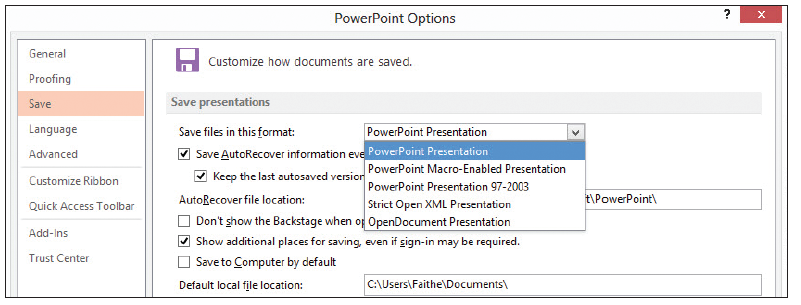 PowerPoint Options
? X
General
Proofing
Save
Language
Advanced
Customize Ribbon
Quick Access Toolbar
Add-Ins
Trust Center
Customize how documents are saved.
Save presentations
Save files in this format: PowerPoint Presentation
PowerPoint Presentation
PowerPoint Macro-Enabled Presentation
PowerPoint Presentation 97-2003
Strict Open XML Presentation
OpenDocument Presentation
Save AutoRecover information eve
Keep the last autosaved version
AutoRecover file location: t\PowerPoint\
Don't show the Backstage when op
Show additional places for saving, even if sign-in may be required.
Save to Computer by default
Default local file location: C:\Users\Faithe\Documents\